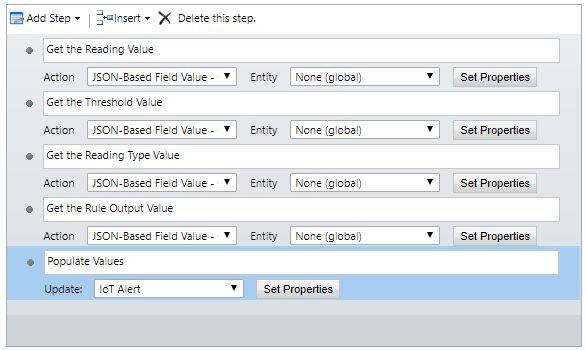 Add Step Insert Delete this step.
Get the Reading Value
Action JSON-Based Field Value - Entity None (global) Set Properties
Get the Threshold Value
Action JSON-Based Field Value - Entity None (global) Set Properties
Get the Reading Type Value
Action JSON-Based Field Value - Entity None (global) Set Properties
Get the Rule Output Value
Action JSON-Based Field Value - Entity None (global) Set Properties
Populate Values
Update: IoT Alert Set Properties